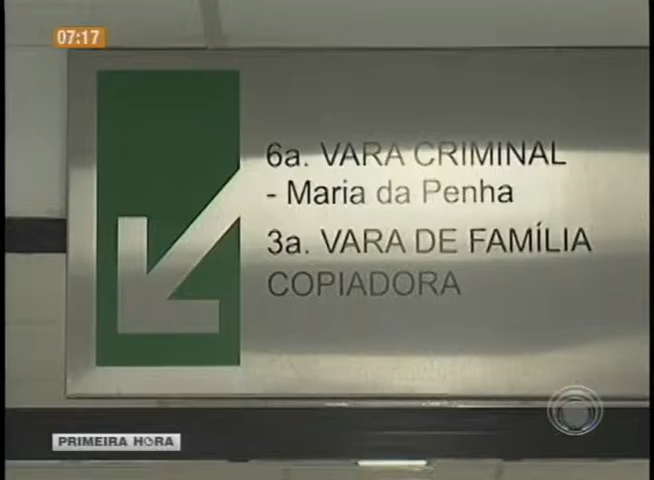 07:17
6a. VARA CRIMINAL
- Maria da Penha
3a. VARA DE FAMÍLIA
COPIADORA
PRIMEIRA HORA